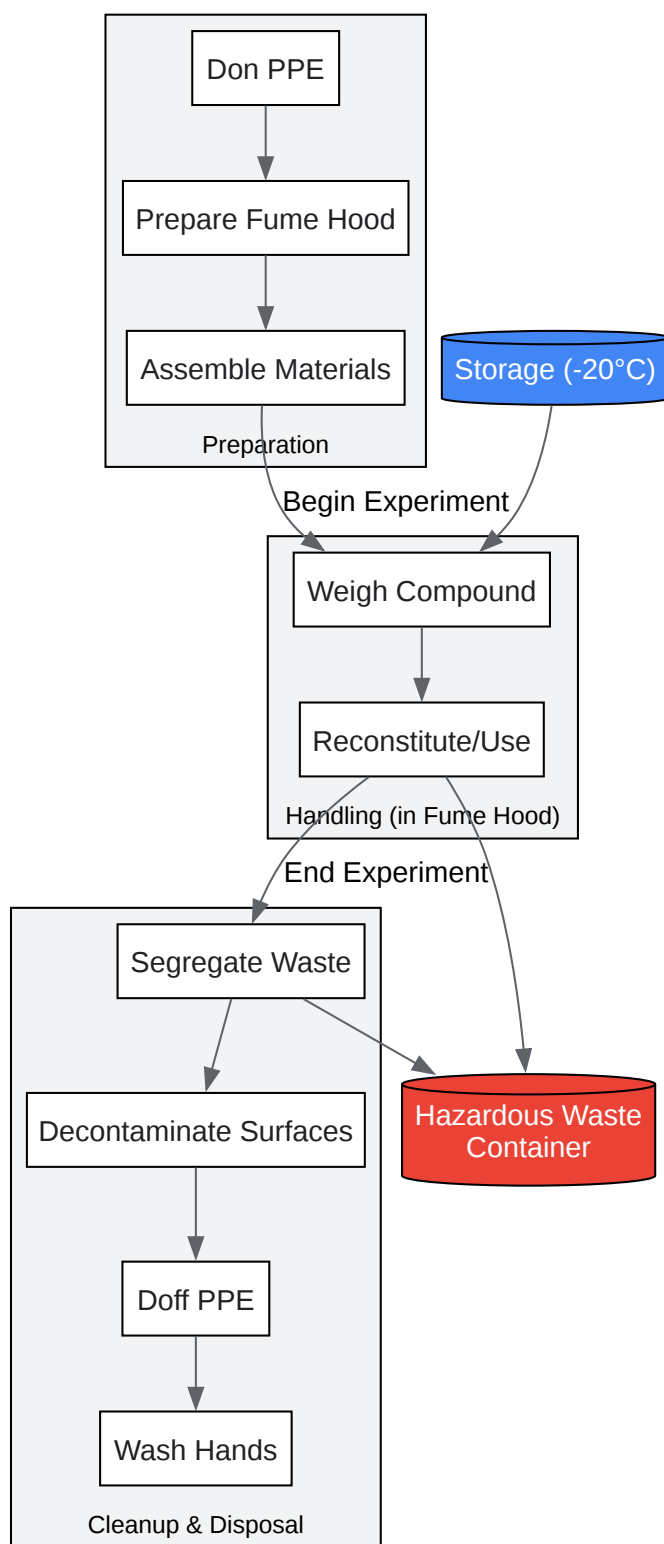 Don PPE
Prepare Fume Hood
Assemble Materials
Storage (-20°C)
Preparation
Begin Experiment
Weigh Compound
Reconstitute/Use
Handling (in Fume Hood)
End Experiment
Segregate Waste
Hazardous Waste
Container
Decontaminate Surfaces
Doff PPE
Wash Hands
Cleanup & Disposal